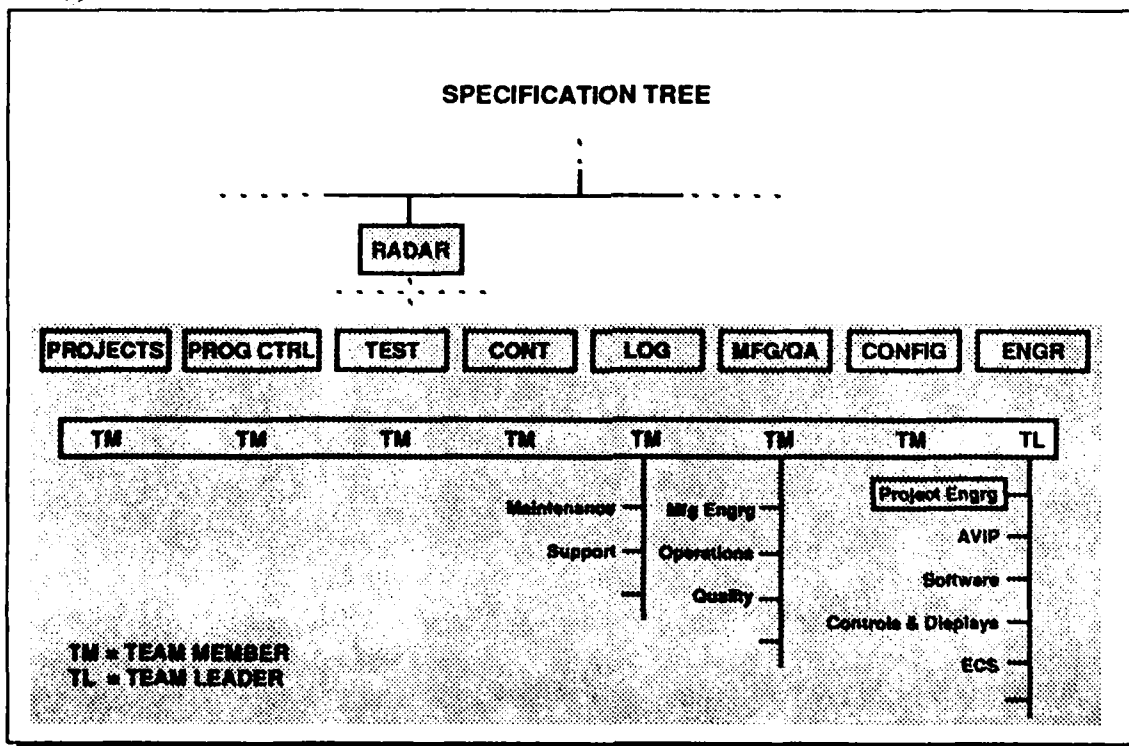 SPECIFICATION TREE
RADAR
PROJECTS PROG CTRL TEST CONT LOG MFG/QA CONFIG ENGR
TM TM TM TM TM TM TM TL
Project Engrg
Maintenance Mfg Engrg
AVIP
Support Operations
Software
Quality
Controls & Displays
TM = TEAM MEMBER
ECS
TL = TEAM LEADER